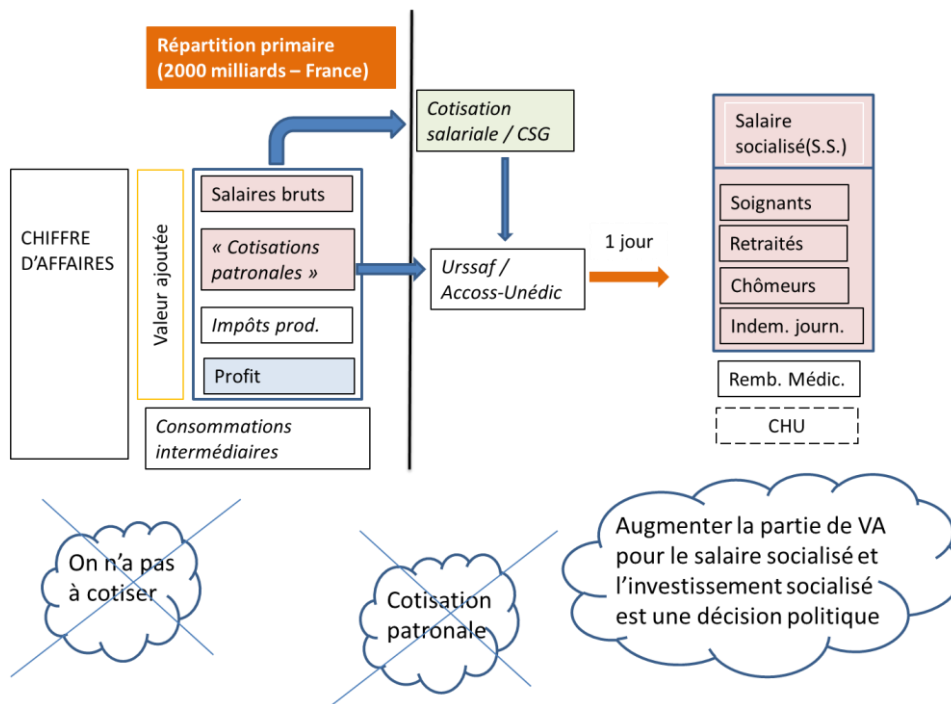 Répartition primaire
(2000 milliards – France)
Cotisation
salariale / CSG
Salaire
socialisé(S.S.)
CHIFFRE
D'AFFAIRES
Valeur ajoutée
Salaires bruts
« Cotisations
patronales »
Impôts prod.
Profit
Consommations
intermédiaires
Urssaf /
Accoss-Unédic
1 jour
Soignants
Retraités
Chômeurs
Indem. journ.
Remb. Médic.
CHU
On n'a pas
à cotiser
Cotisation
patronale
Augmenter la partie de VA
pour le salaire socialisé et
l'investissement socialisé
est une décision politique